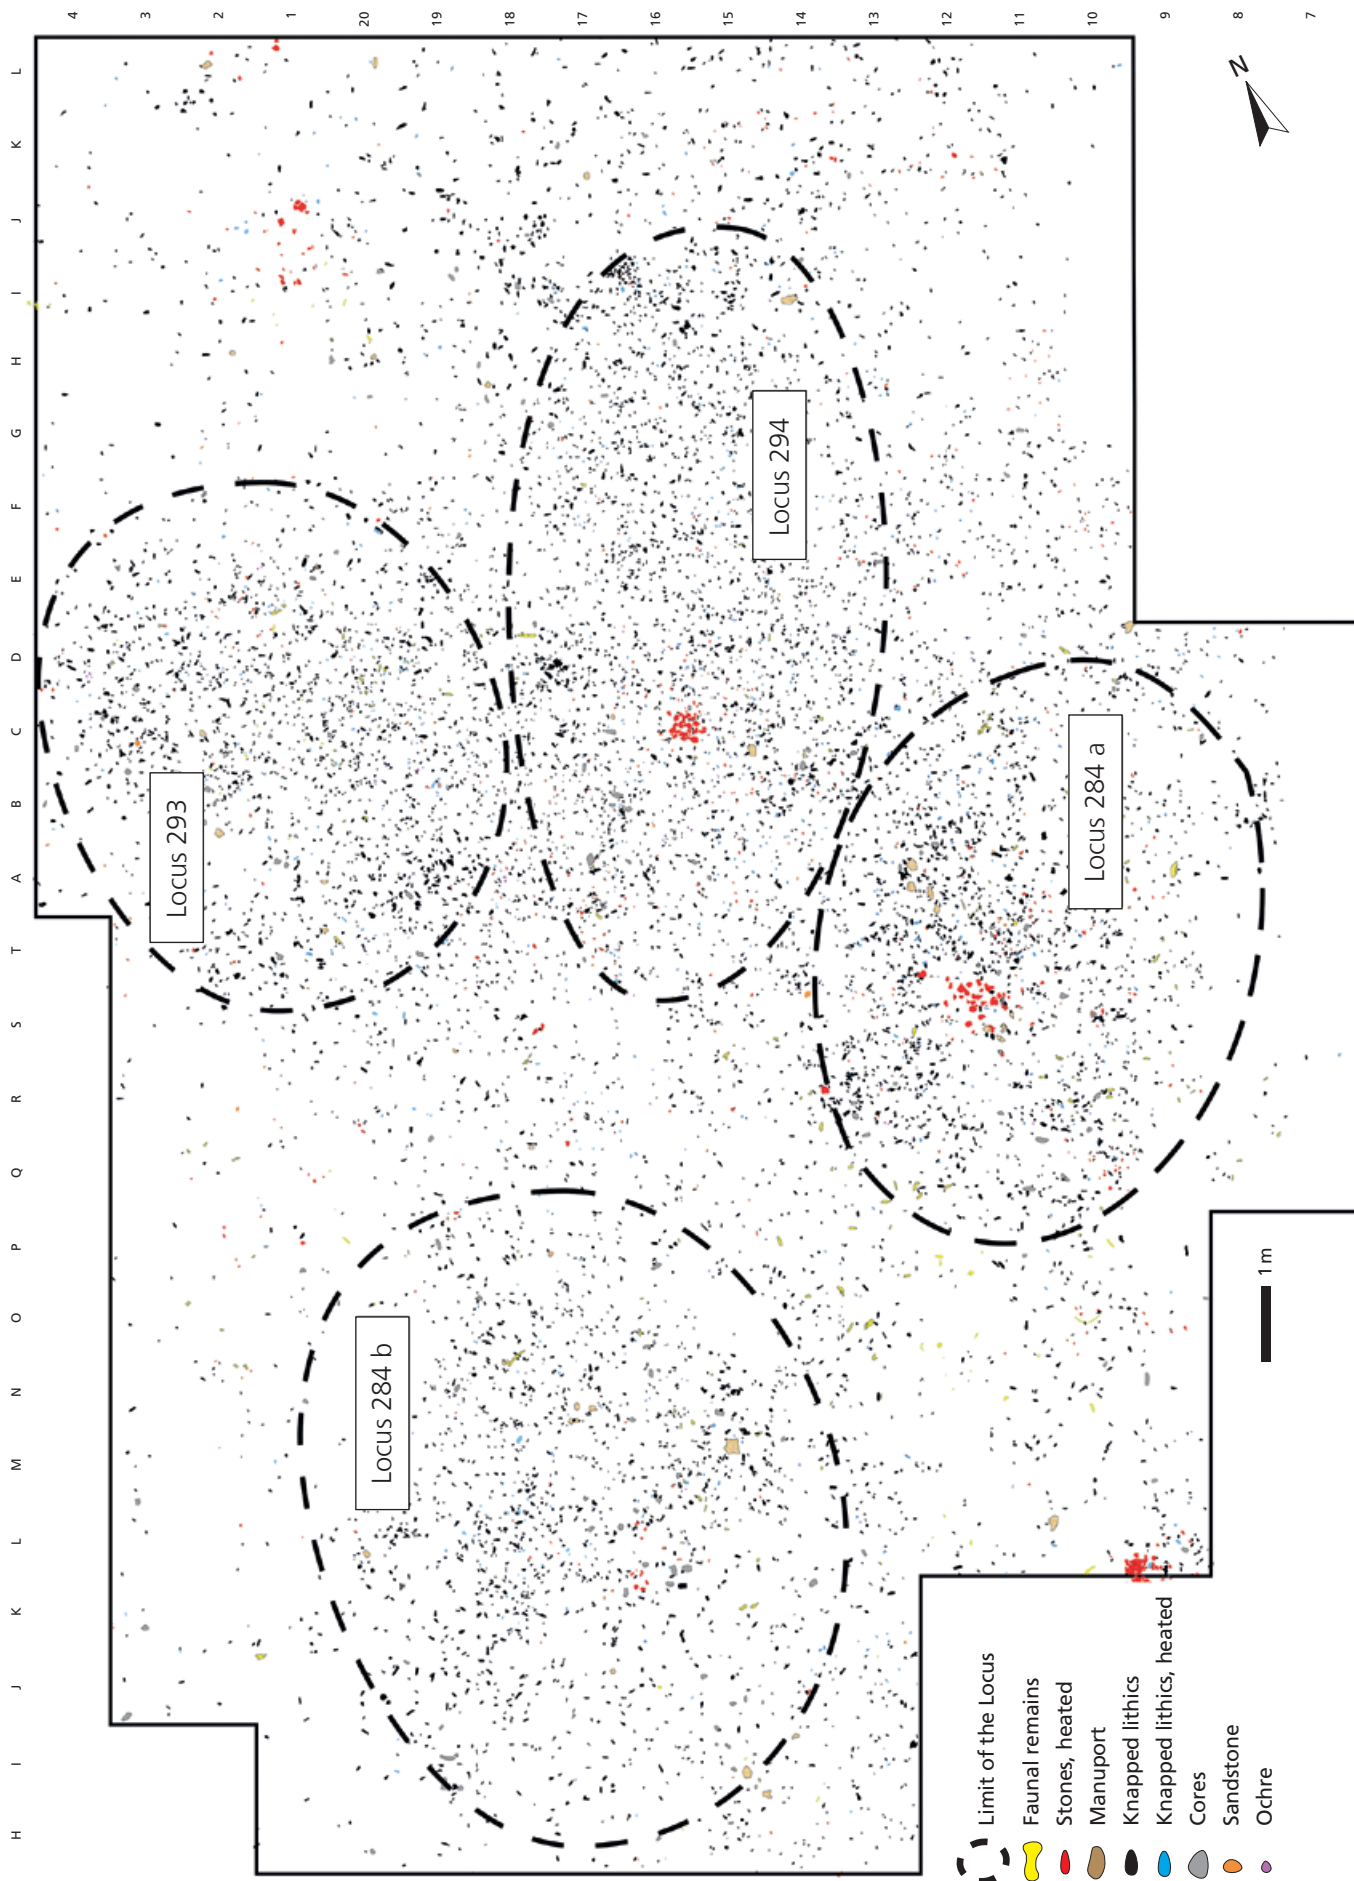 4 3 2 1 20 19 18 17 16 15 14 13 12 11 10 9 8 7
L
K
J
I
H
G
F
E
D
C
B
A
T
S
R
Q
P
O
N
M
L
K
J
I
H
N
Locus 294
Locus 293
Locus 284 a
Locus 284 b
1 m
Limit of the Locus
Faunal remains
Stones, heated
Manuport
Knapped lithics
Knapped lithics, heated
Cores
Sandstone
Ochre